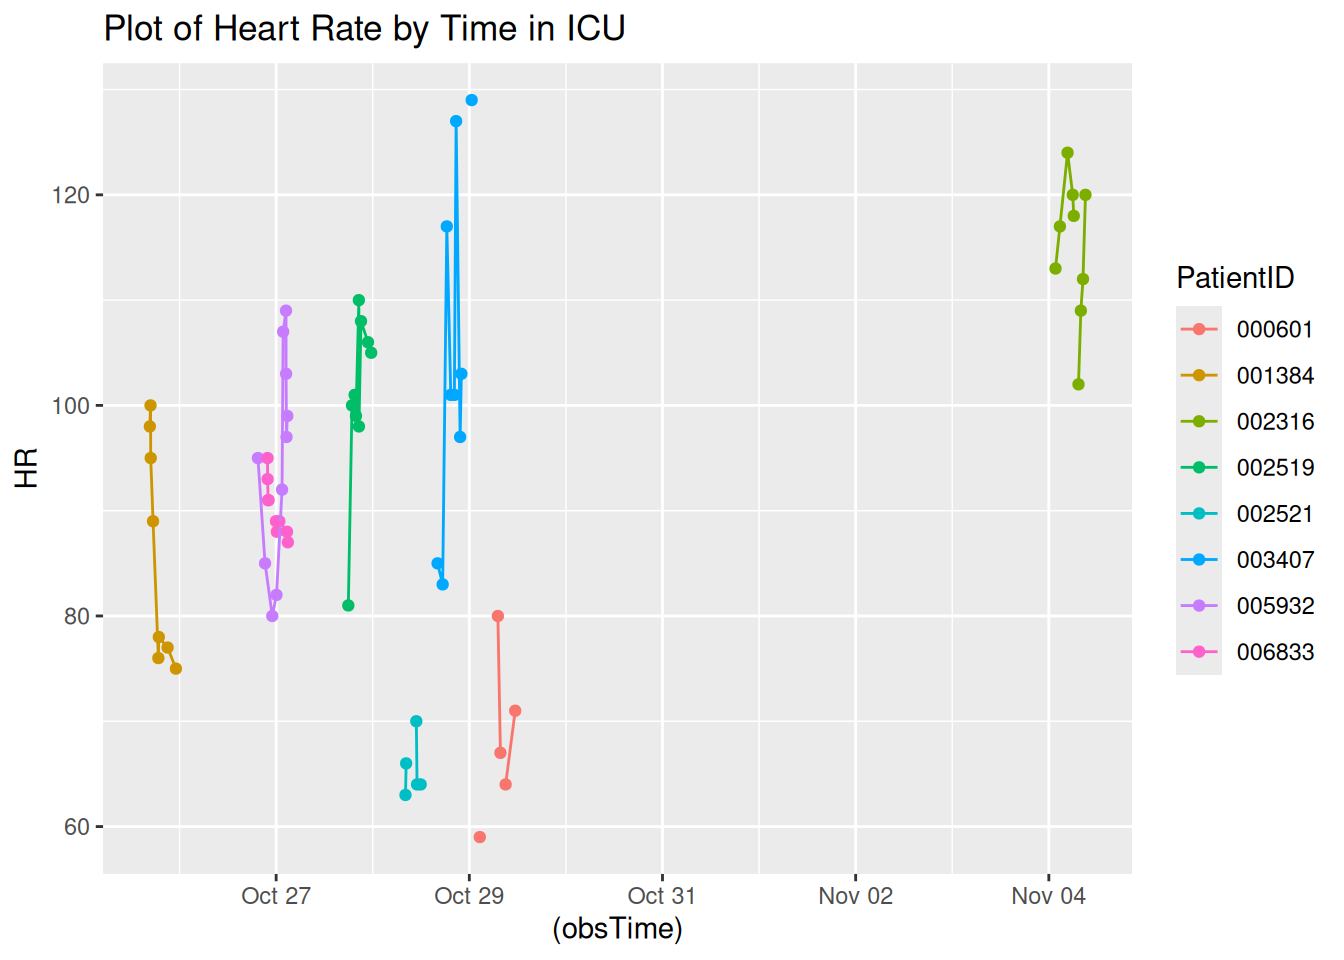 Plot of Heart Rate by Time in ICU
HR
120
100
80
60
Oct 27
Oct 29
Oct 31
Nov 02
Nov 04
(obsTime)
PatientID
000601
001384
002316
002519
002521
003407
005932
006833